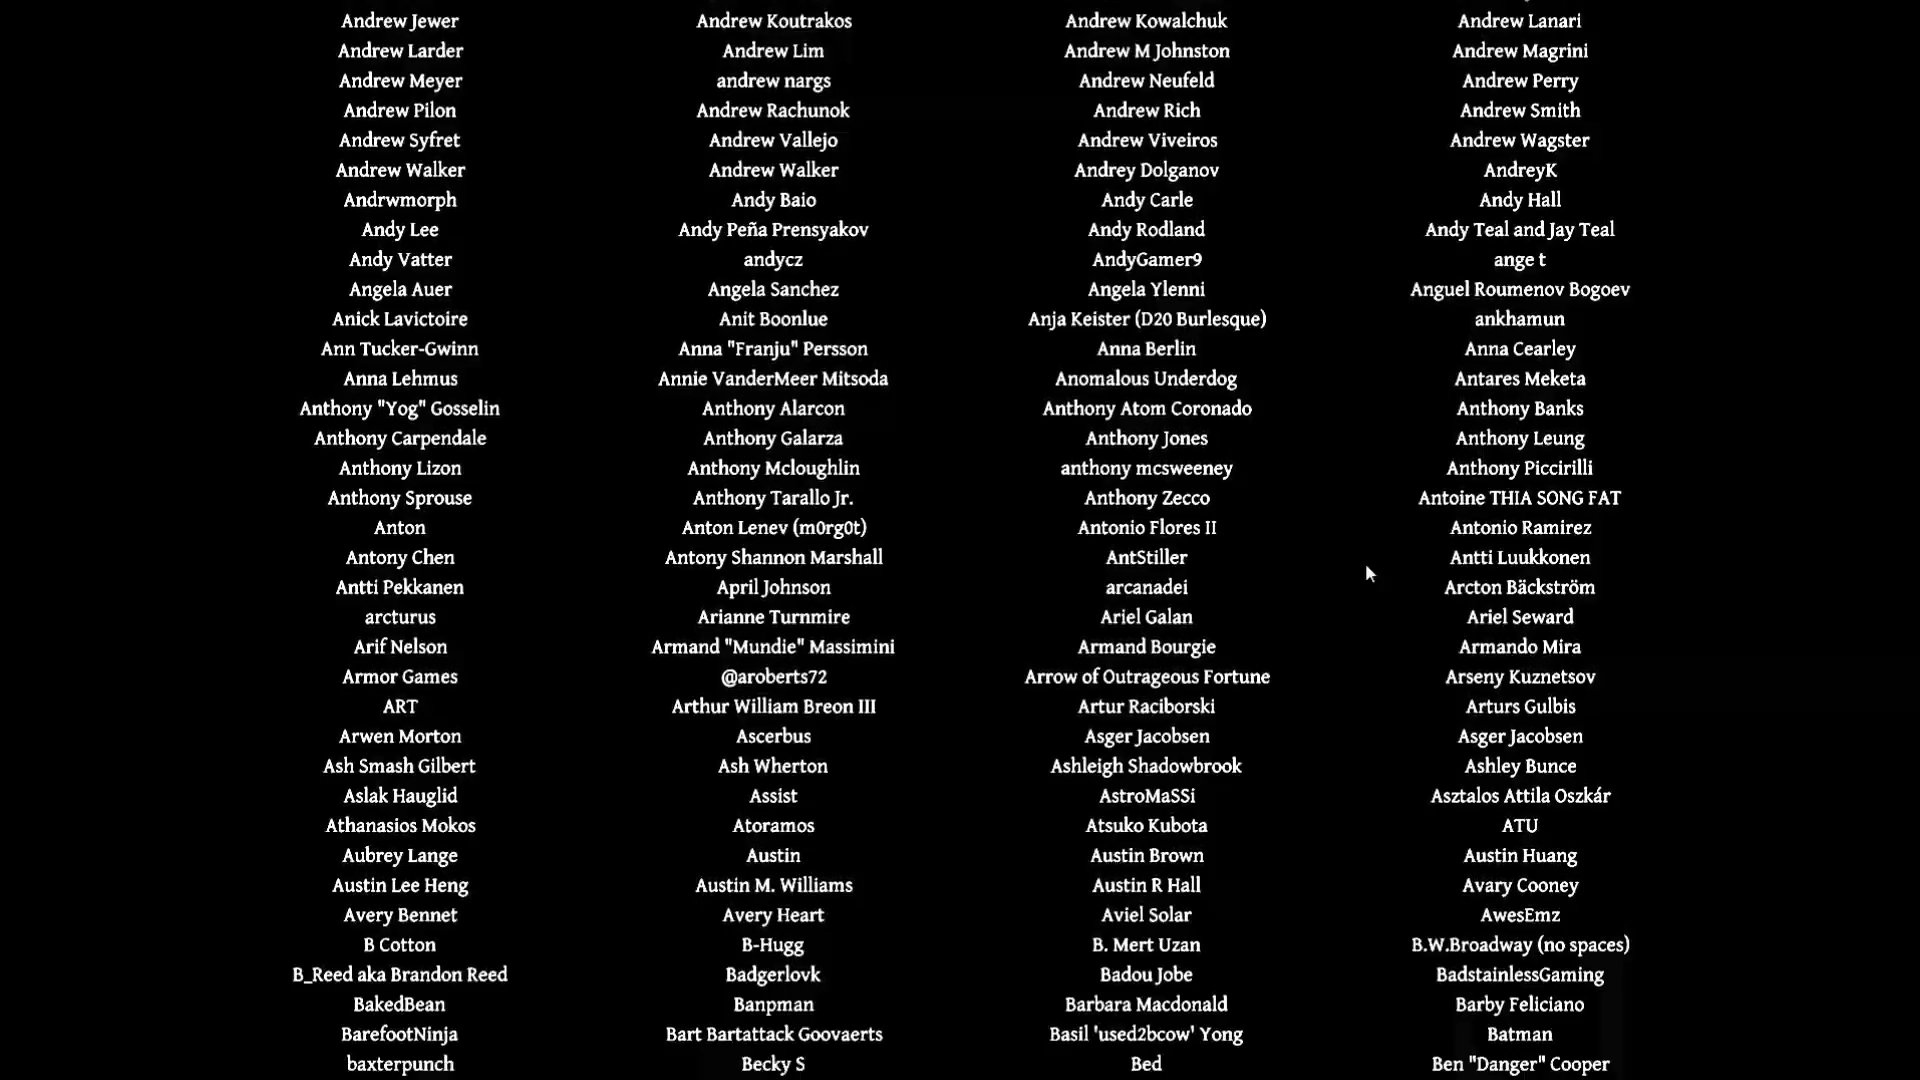 Andrew Jewer Andrew Koutrakos Andrew Kowalchuk Andrew Lanari
Andrew Larder Andrew Lim Andrew M Johnston Andrew Magrini
Andrew Meyer andrew nargs Andrew Neufeld Andrew Perry
Andrew Pilon Andrew Rachunok Andrew Rich Andrew Smith
Andrew Syfret Andrew Vallejo Andrew Viveiros Andrew Wagster
Andrew Walker Andrew Walker Andrey Dolganov AndreyK
Andrwmorph Andy Baio Andy Carle Andy Hall
Andy Lee Andy Peña Prensyakov Andy Rodland Andy Teal and Jay Teal
Andy Vatter andycz AndyGamer9 ange t
Angela Auer Angela Sanchez Angela Ylenni Anguel Roumenov Bogoev
Anick Lavictoire Anit Boonlue Anja Keister (D20 Burlesque) ankhamun
Ann Tucker-Gwinn Anna "Franju" Persson Anna Berlin Anna Cearley
Anna Lehmus Annie VanderMeer Mitsoda Anomalous Underdog Antares Meketa
Anthony "Yog" Gosselin Anthony Alarcon Anthony Atom Coronado Anthony Banks
Anthony Carpendale Anthony Galarza Anthony Jones Anthony Leung
Anthony Lizon Anthony Mcloughlin anthony mcsweeney Anthony Piccirilli
Anthony Sprouse Anthony Tarallo Jr. Anthony Zecco Antoine THIA SONG FAT
Anton Anton Lenev (m0rg0t) Antonio Flores II Antonio Ramirez
Antony Chen Antony Shannon Marshall AntStiller Antti Luukkonen
Antti Pekkanen April Johnson arcanadei Arcton Bäckström
arcturus Arianne Turnmire Ariel Galan Ariel Seward
Arif Nelson Armand "Mundie" Massimini Armand Bourgie Armando Mira
Armor Games @aroberts72 Arrow of Outrageous Fortune Arseny Kuznetsov
ART Arthur William Breon III Artur Raciborski Arturs Gulbis
Arwen Morton Ascerbus Asger Jacobsen Asger Jacobsen
Ash Smash Gilbert Ash Wherton Ashleigh Shadowbrook Ashley Bunce
Aslak Hauglid Assist AstroMaSSi Asztalos Attila Oszkár
Athanasios Mokos Atoramos Atsuko Kubota ATU
Aubrey Lange Austin Austin Brown Austin Huang
Austin Lee Heng Austin M. Williams Austin R Hall Avary Cooney
Avery Bennet Avery Heart Aviel Solar AwesEmz
B Cotton B-Hugg B. Mert Uzan B.W.Broadway (no spaces)
B_Reed aka Brandon Reed Badgerlovk Badou Jobe BadstainlessGaming
BakedBean Banpman Barbara Macdonald Barby Feliciano
BarefootNinja Bart Bartattack Goovaerts Basil 'used2bcow' Yong Batman
baxterpunch Becky S Bed Ben "Danger" Cooper